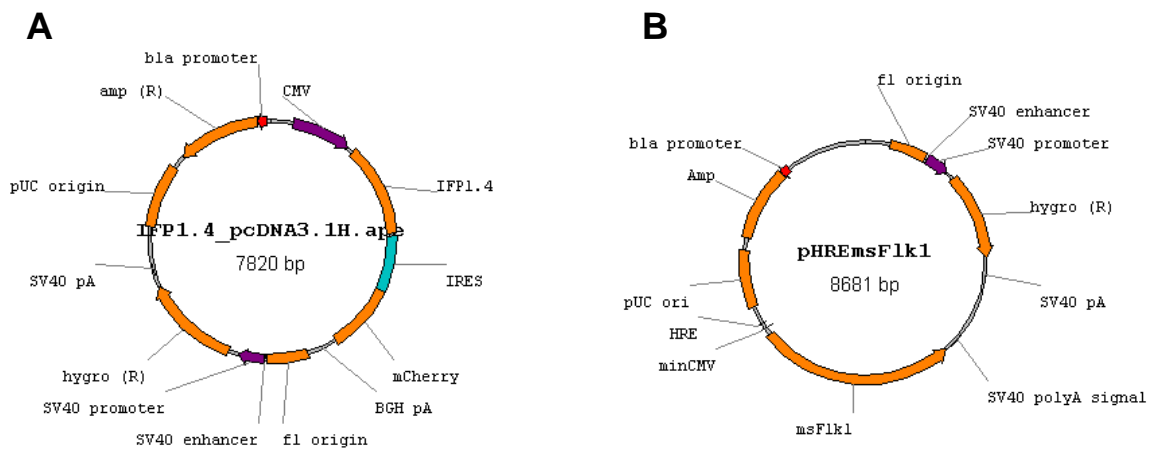 A
bla promoter
amp (R)
CMV
pUC origin
IFP1.4
IFP1.4_pcDNA3.1H.ape
7820 bp
IRES
SV40 pA
hygro (R)
mCherry
SV40 promoter
BGH pA
SV40 enhancer
f1 origin
B
f1 origin
SV40 enhancer
bla promoter
SV40 promoter
Amp
hygro (R)
pHREmsFlk1
8681 bp
pUC ori
SV40 pA
HRE
minCMV
SV40 polyA signal
msFlk1